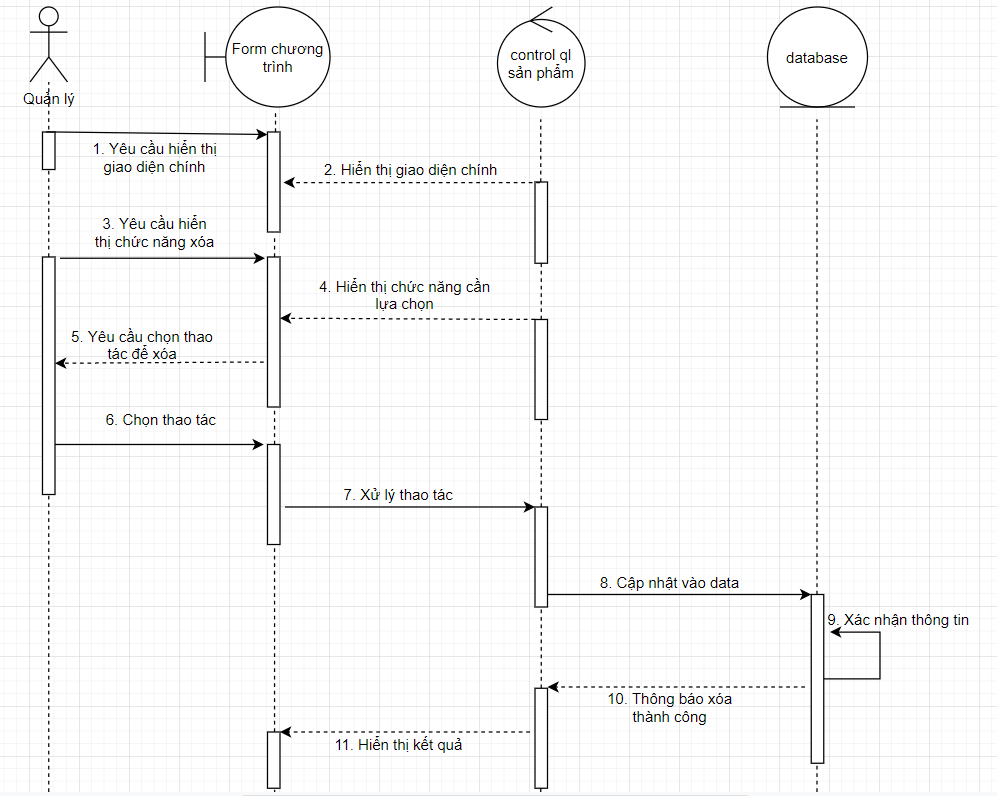 Quản lý
Form chương
trình
control ql
sản phẩm
database
1. Yêu cầu hiển thị
giao diện chính
2. Hiển thị giao diện chính
3. Yêu cầu hiển
thị chức năng xóa
4. Hiển thị chức năng cần
lựa chọn
5. Yêu cầu chọn thao
tác để xóa
6. Chọn thao tác
7. Xử lý thao tác
8. Cập nhật vào data
9. Xác nhận thông tin
10. Thông báo xóa
thành công
11. Hiển thị kết quả